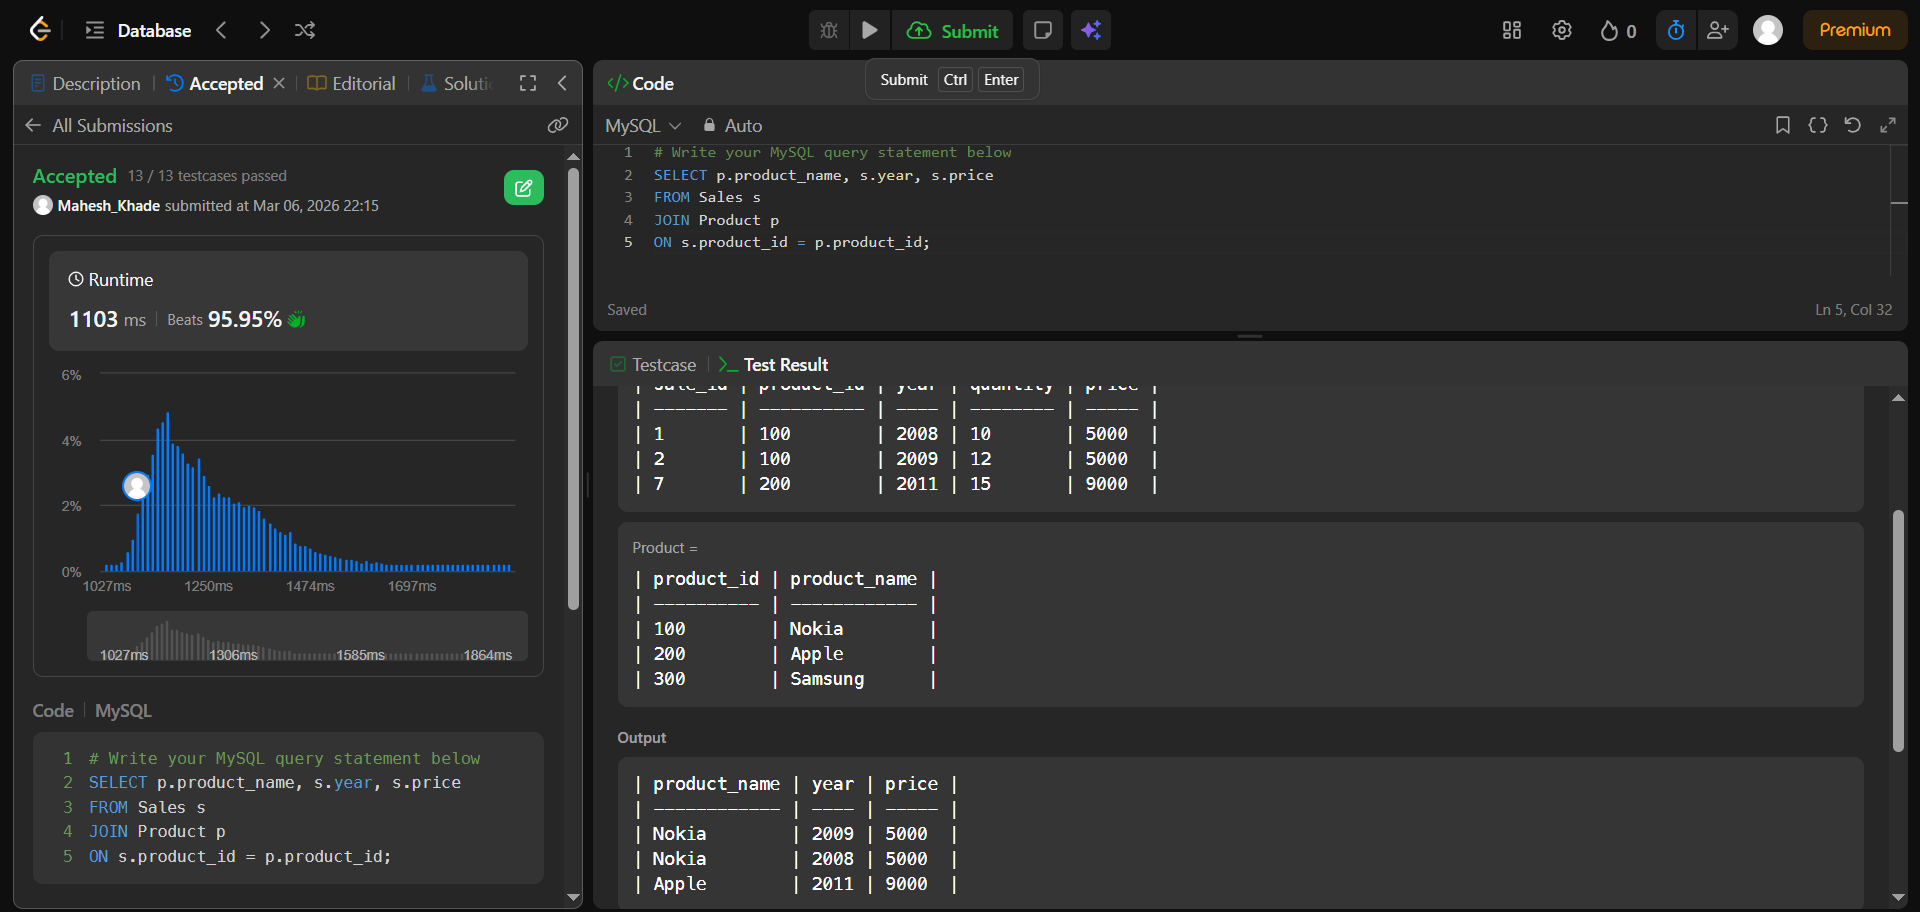 Database
Submit
0
Premium
Description
Accepted
Editorial
Solutio
All Submissions
Accepted 13 / 13 testcases passed
Mahesh_Khade submitted at Mar 06, 2026 22:15
Runtime
1103 ms | Beats 95.95%
6%
4%
2%
0%
1027ms 1250ms 1474ms 1697ms
1027ms 1306ms 1585ms 1864ms
Code | MySQL
1 # Write your MySQL query statement below
2 SELECT p.product_name, s.year, s.price
3 FROM Sales s
4 JOIN Product p
5 ON s.product_id = p.product_id;
</> Code
Submit Ctrl Enter
MySQL Auto
1 # Write your MySQL query statement below
2 SELECT p.product_name, s.year, s.price
3 FROM Sales s
4 JOIN Product p
5 ON s.product_id = p.product_id;
Saved
Ln 5, Col 32
Testcase | >_ Test Result
| sale_id | product_id | year | quantity | price |
| ------- | ---------- | ---- | -------- | ----- |
| 1 | 100 | 2008 | 10 | 5000 |
| 2 | 100 | 2009 | 12 | 5000 |
| 7 | 200 | 2011 | 15 | 9000 |
Product =
| product_id | product_name |
| ---------- | ------------ |
| 100 | Nokia |
| 200 | Apple |
| 300 | Samsung |
Output
| product_name | year | price |
| ------------ | ---- | ----- |
| Nokia | 2009 | 5000 |
| Nokia | 2008 | 5000 |
| Apple | 2011 | 9000 |